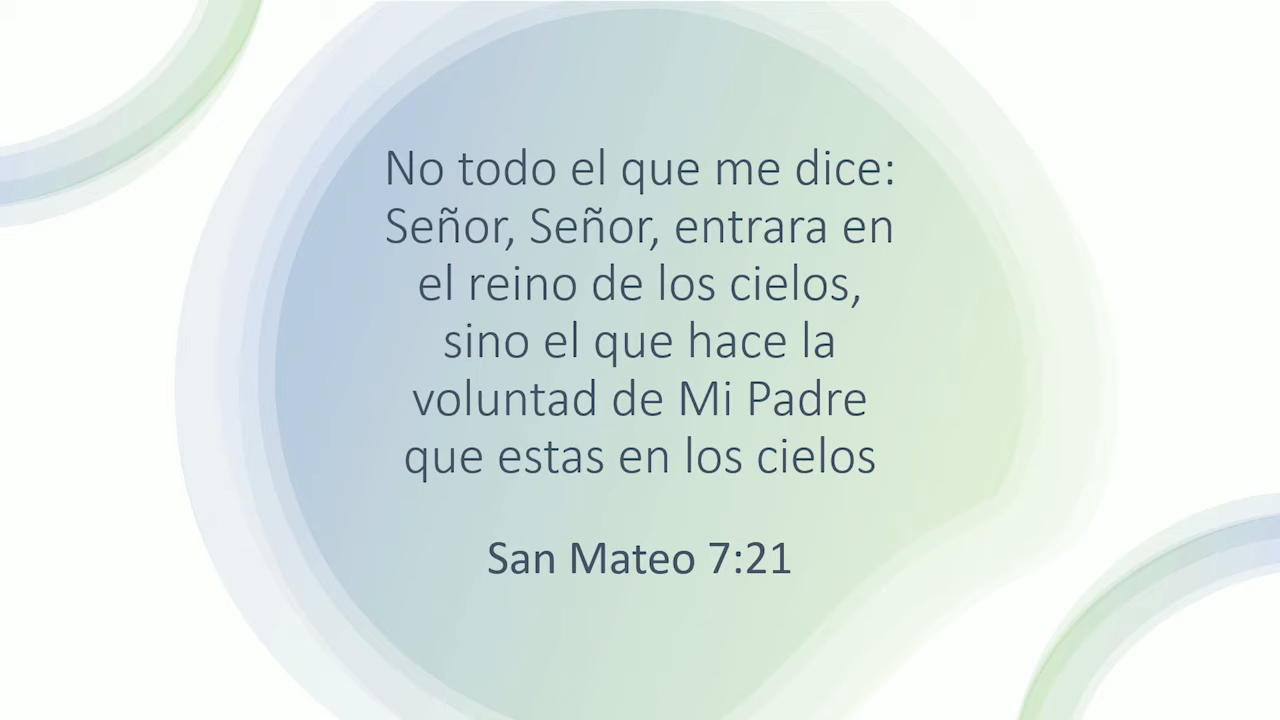 No todo el que me dice:
Señor, Señor, entrara en
el reino de los cielos,
sino el que hace la
voluntad de Mi Padre
que estas en los cielos
San Mateo 7:21